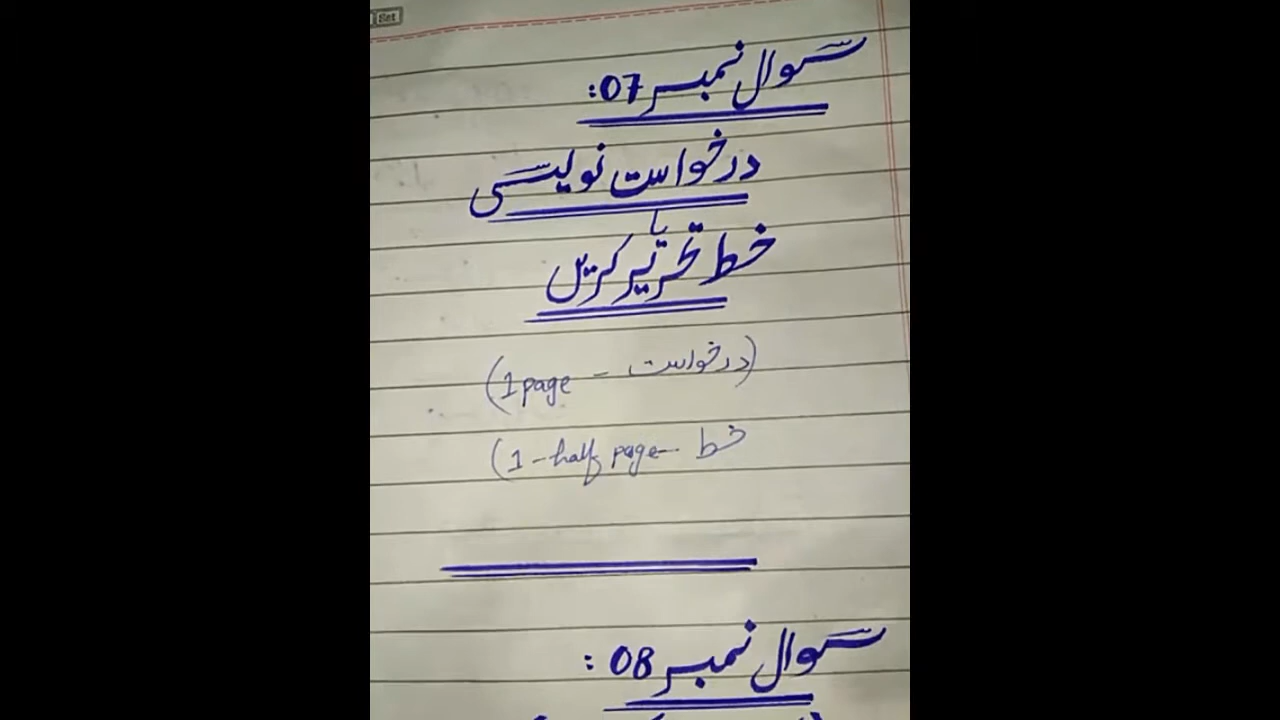 Set
سوال نمبر 07:
درخواست نویسی
یا
خط تحریر کریں
(درخواست - 1 page)
خط -1-half page)
سوال نمبر 08: